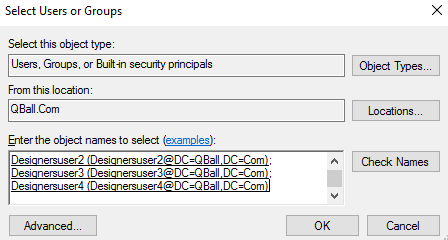 Select Users or Groups
Select this object type:
Users, Groups, or Built-in security principals
Object Types...
From this location:
QBall.Com
Locations...
Enter the object names to select (examples):
Designersuser2 (Designersuser2@DC=QBall,DC=Com);
Designersuser3 (Designersuser3@DC=QBall,DC=Com);
Designersuser4 (Designersuser4@DC=QBall,DC=Com)
Check Names
Advanced...
OK
Cancel